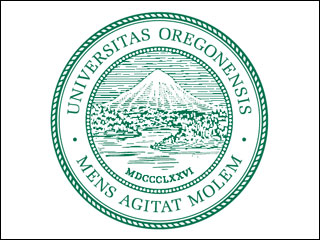 UNIVERSITAS OREGONENSIS
MDCCCLXXVI
· MENS AGITAT MOLEM ·